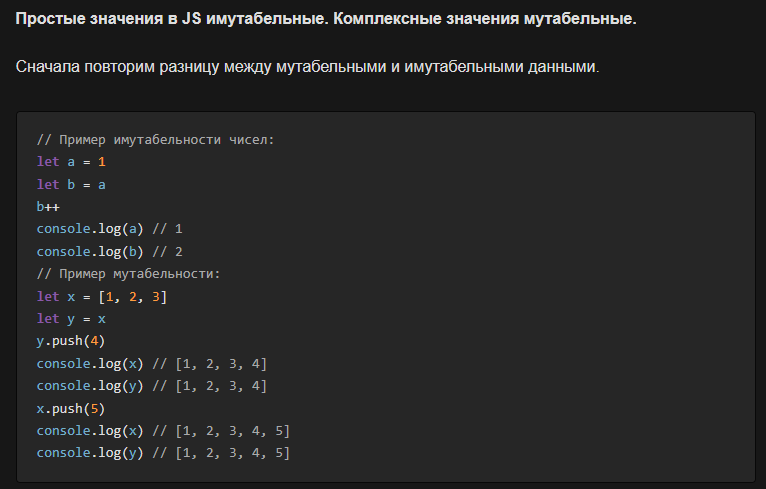 Простые значения в JS имутабельные. Комплексные значения мутабельные.
Сначала повторим разницу между мутабельными и имутабельными данными.
// Пример имутабельности чисел:
let a = 1
let b = a
b++
console.log(a) // 1
console.log(b) // 2
// Пример мутабельности:
let x = [1, 2, 3]
let y = x
y.push(4)
console.log(x) // [1, 2, 3, 4]
console.log(y) // [1, 2, 3, 4]
x.push(5)
console.log(x) // [1, 2, 3, 4, 5]
console.log(y) // [1, 2, 3, 4, 5]